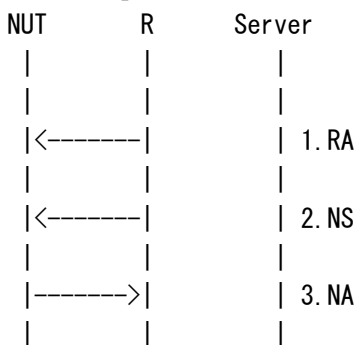 NUT R Server
| | |
| | |
|<-------| | 1.RA
| | |
|<-------| | 2.NS
| | |
|------->| | 3.NA
| | |